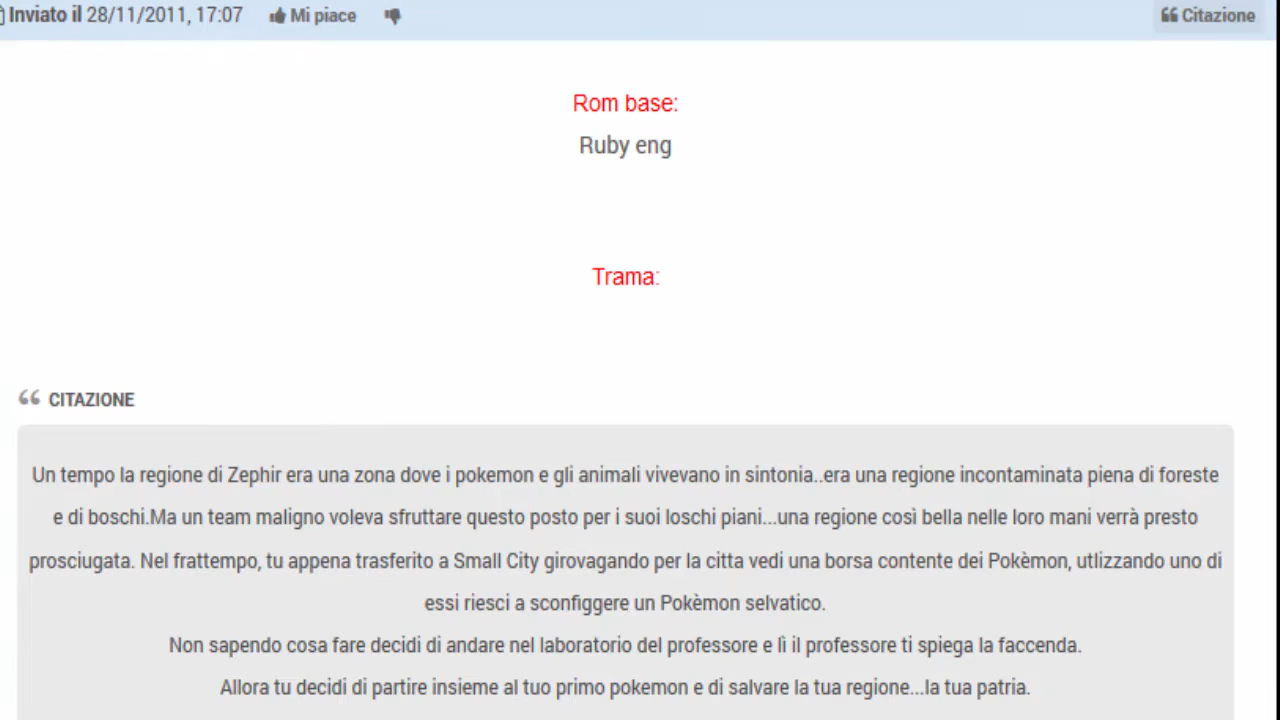 Inviato il 28/11/2011, 17:07 Mi piace Citazione
Rom base:
Ruby eng
Trama:
CITAZIONE
Un tempo la regione di Zephir era una zona dove i pokemon e gli animali vivevano in sintonia..era una regione incontaminata piena di foreste
e di boschi.Ma un team maligno voleva sfruttare questo posto per i suoi loschi piani...una regione così bella nelle loro mani verrà presto
prosciugata. Nel frattempo, tu appena trasferito a Small City girovagando per la citta vedi una borsa contente dei Pokèmon, utlizzando uno di
essi riesci a sconfiggere un Pokèmon selvatico.
Non sapendo cosa fare decidi di andare nel laboratorio del professore e lì il professore ti spiega la faccenda.
Allora tu decidi di partire insieme al tuo primo pokemon e di salvare la tua regione...la tua patria.